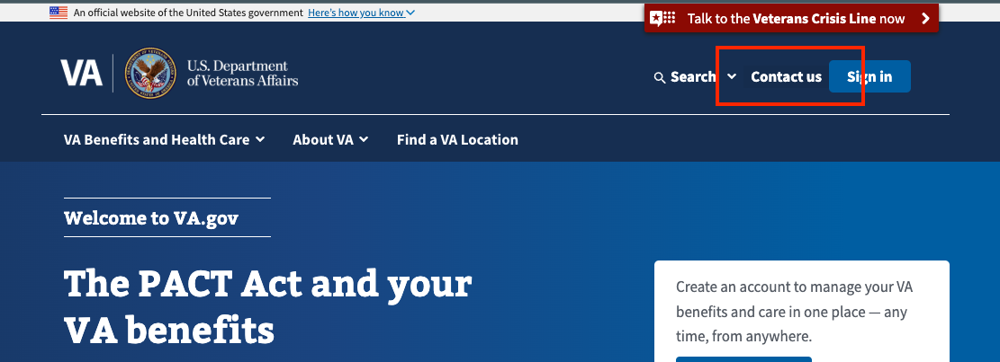 An official website of the United States government Here's how you know
Talk to the Veterans Crisis Line now
VA
U.S. Department
of Veterans Affairs
Search
Contact us
Sign in
VA Benefits and Health Care
About VA
Find a VA Location
Welcome to VA.gov
The PACT Act and your
VA benefits
Create an account to manage your VA
benefits and care in one place — any
time, from anywhere.